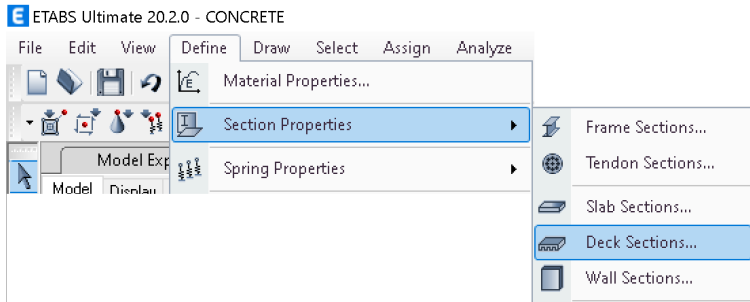 E ETABS Ultimate 20.2.0 - CONCRETE
File Edit View Define Draw Select Assign Analyze
Material Properties...
Section Properties
Frame Sections...
Model Exp
Tendon Sections...
Spring Properties
Model Display
Slab Sections...
Deck Sections...
Wall Sections...